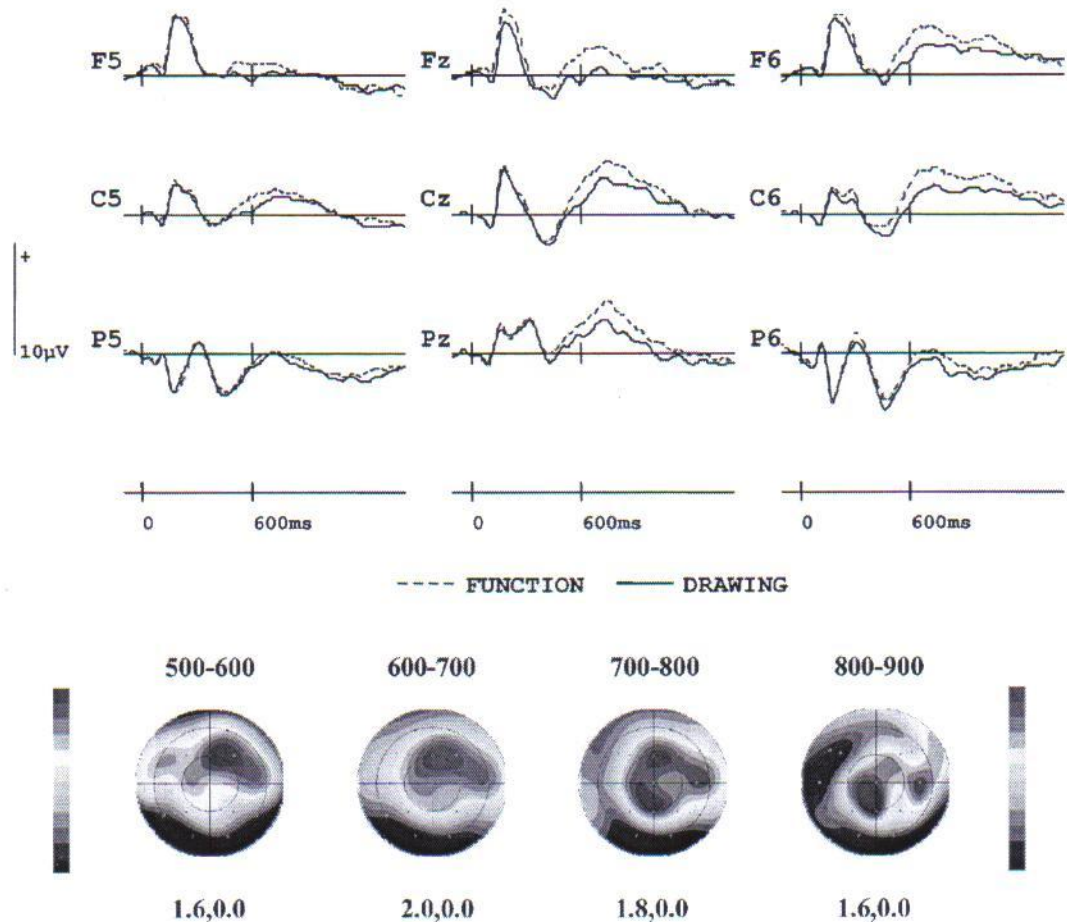 F5 Fz F6
C5 Cz C6
+
P5 Pz P6
10μV
0 600ms 0 600ms 0 600ms
FUNCTION DRAWING
500-600 600-700 700-800 800-900
1.6,0.0 2.0,0.0 1.8,0.0 1.6,0.0